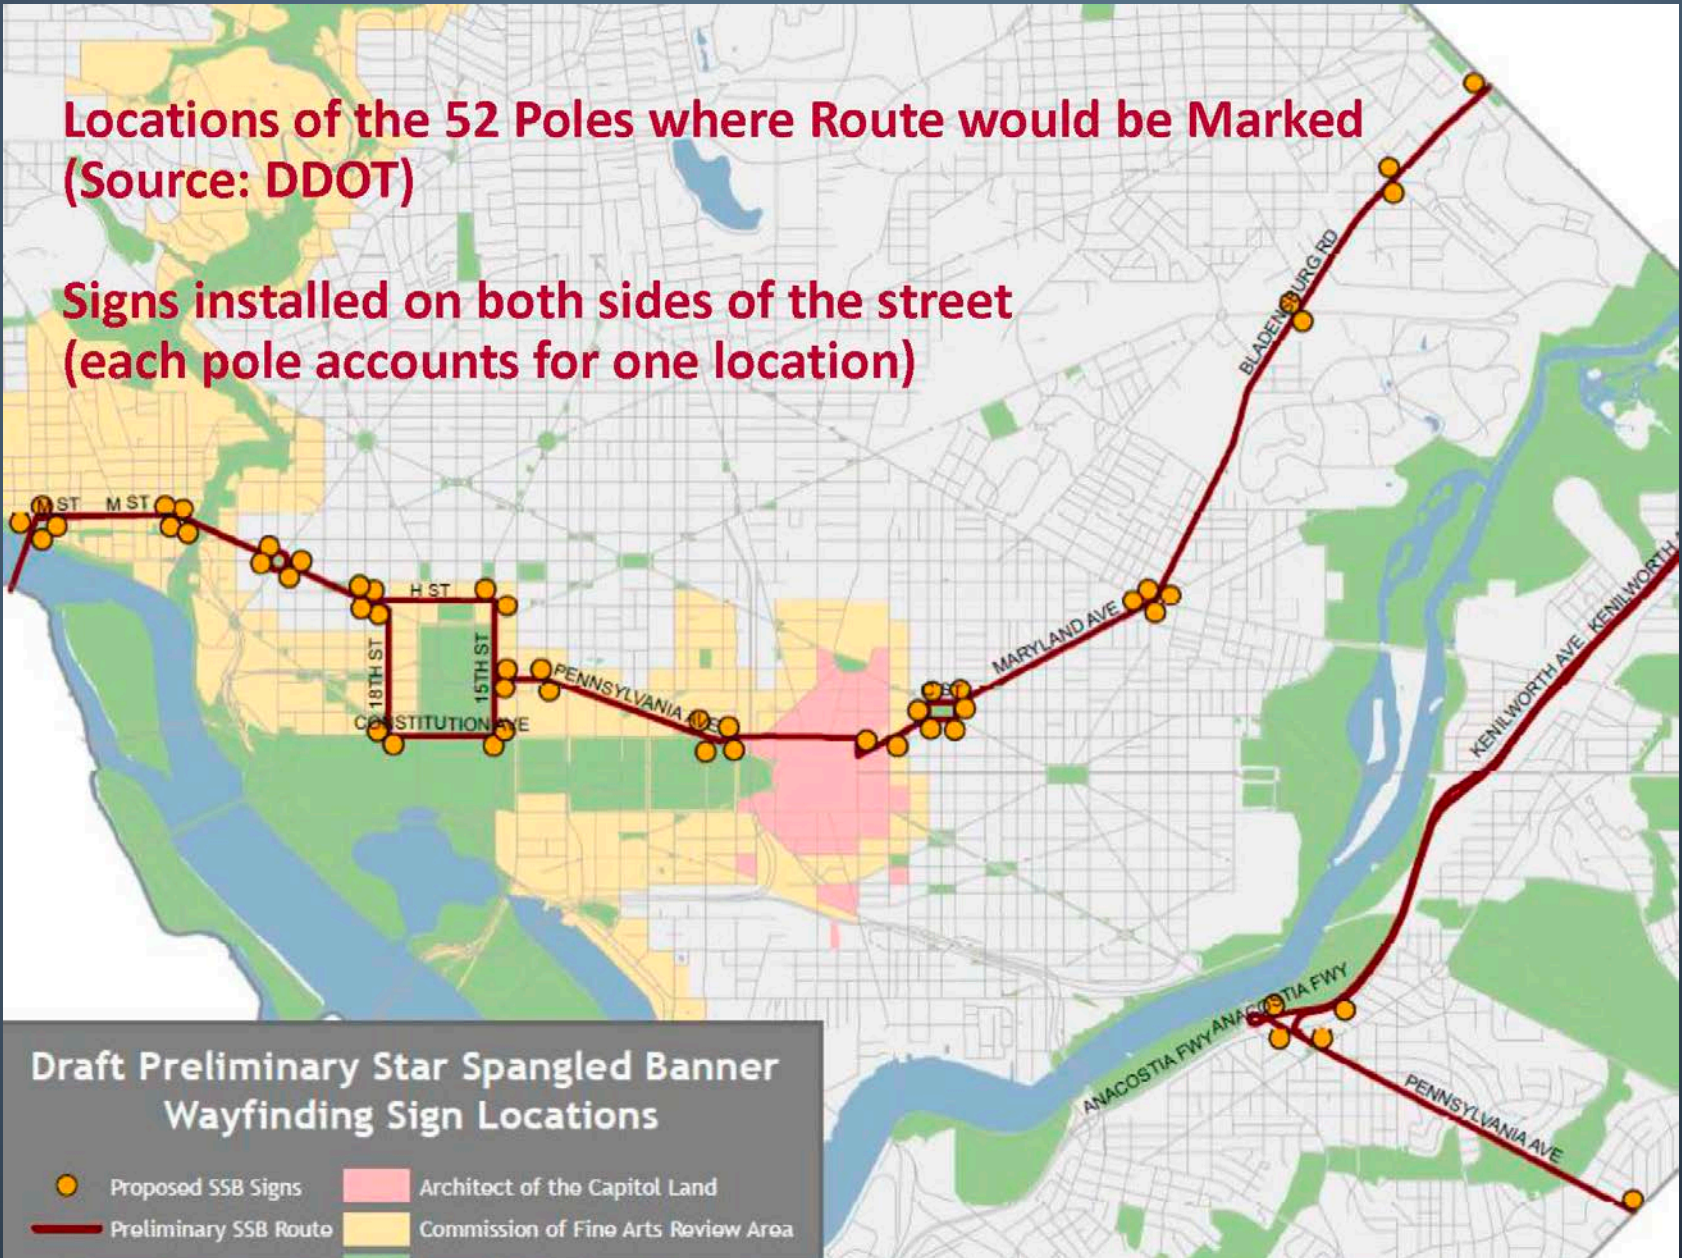 Locations of the 52 Poles where Route would be Marked
(Source: DDOT)
Signs installed on both sides of the street
(each pole accounts for one location)
BLADENSBURG RD
M ST
M ST
H ST
18TH ST
15TH ST
CONSTITUTION AVE
PENNSYLVANIA AVE
C ST
MARYLAND AVE
KENILWORTH AVE
KENILWORTH
ANACOSTIA FWY
ANACOSTIA FWY
PENNSYLVANIA AVE
Draft Preliminary Star Spangled Banner
Wayfinding Sign Locations
Proposed SSB Signs
Architect of the Capitol Land
Preliminary SSB Route
Commission of Fine Arts Review Area